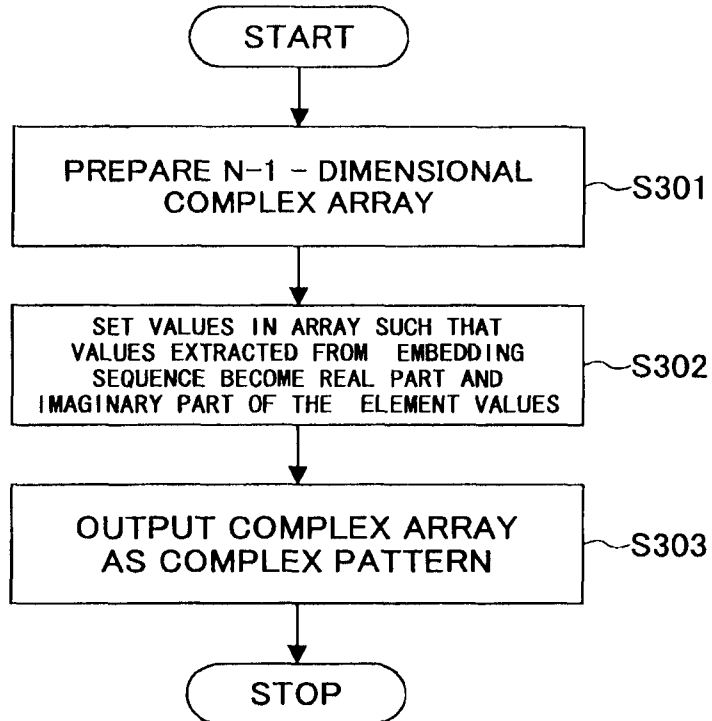 START
PREPARE N-1 - DIMENSIONAL
COMPLEX ARRAY
S301
SET VALUES IN ARRAY SUCH THAT
VALUES EXTRACTED FROM EMBEDDING
SEQUENCE BECOME REAL PART AND
IMAGINARY PART OF THE ELEMENT VALUES
S302
OUTPUT COMPLEX ARRAY
AS COMPLEX PATTERN
S303
STOP